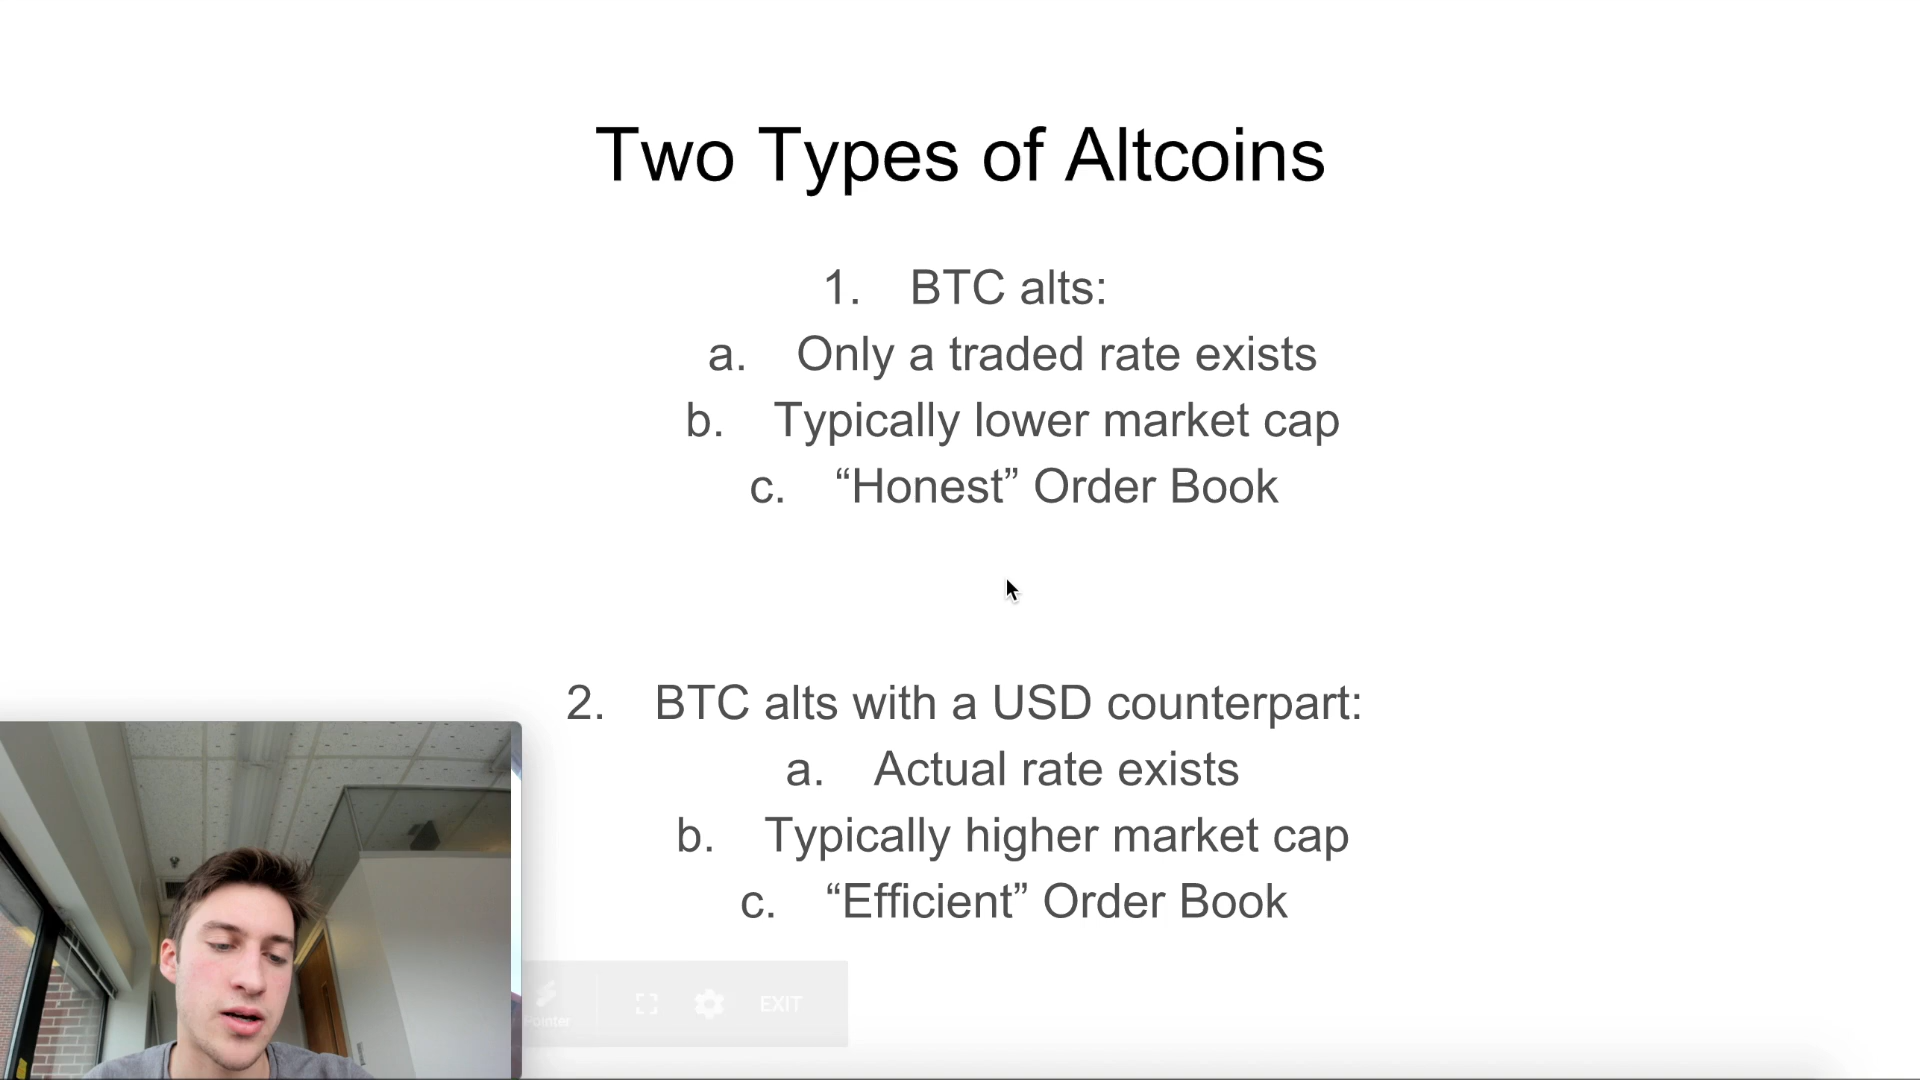 Two Types of Altcoins
1. BTC alts:
a. Only a traded rate exists
b. Typically lower market cap
c. “Honest” Order Book
2. BTC alts with a USD counterpart:
a. Actual rate exists
b. Typically higher market cap
c. “Efficient” Order Book
EXIT
Pointer